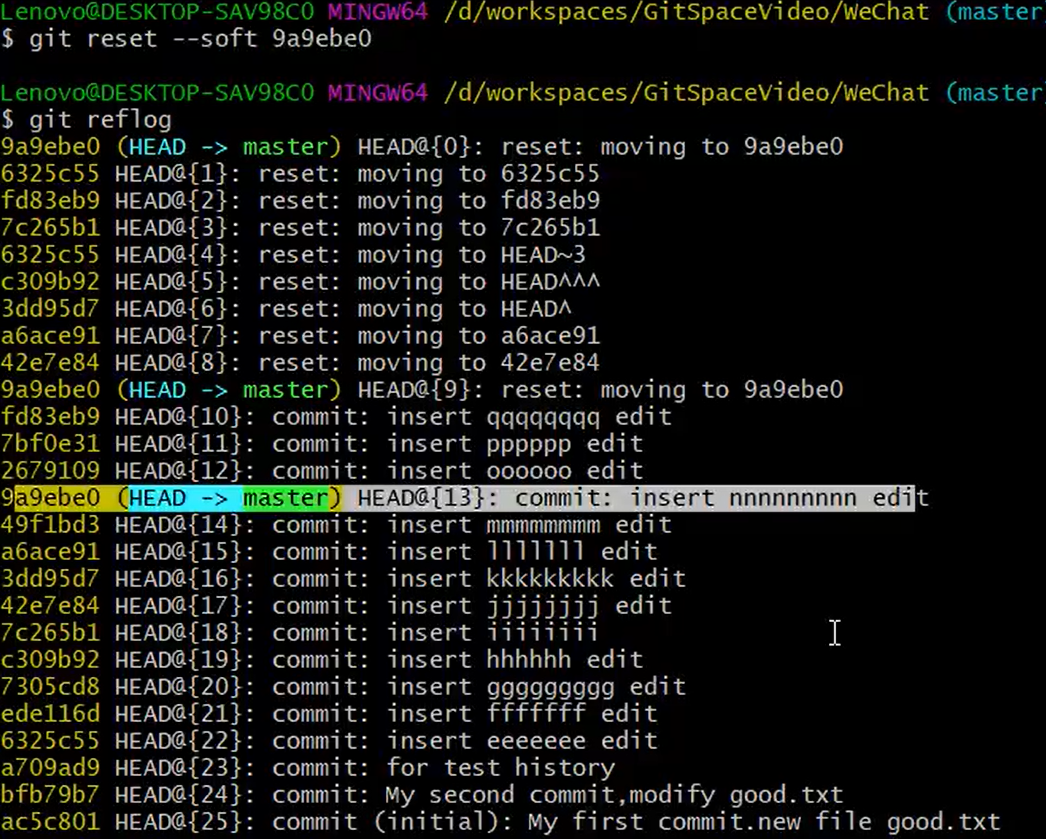 Lenovo@DESKTOP-SAV98C0 MINGW64 /d/workspaces/GitSpaceVideo/WeChat (master)
$ git reset --soft 9a9ebe0
Lenovo@DESKTOP-SAV98C0 MINGW64 /d/workspaces/GitSpaceVideo/WeChat (master)
$ git reflog
9a9ebe0 (HEAD -> master) HEAD@{0}: reset: moving to 9a9ebe0
6325c55 HEAD@{1}: reset: moving to 6325c55
fd83eb9 HEAD@{2}: reset: moving to fd83eb9
7c265b1 HEAD@{3}: reset: moving to 7c265b1
6325c55 HEAD@{4}: reset: moving to HEAD~3
c309b92 HEAD@{5}: reset: moving to HEAD^^^
3dd95d7 HEAD@{6}: reset: moving to HEAD^
a6ace91 HEAD@{7}: reset: moving to a6ace91
42e7e84 HEAD@{8}: reset: moving to 42e7e84
9a9ebe0 (HEAD -> master) HEAD@{9}: reset: moving to 9a9ebe0
fd83eb9 HEAD@{10}: commit: insert qqqqqqqq edit
7bf0e31 HEAD@{11}: commit: insert pppppp edit
2679109 HEAD@{12}: commit: insert oooooo edit
9a9ebe0 (HEAD -> master) HEAD@{13}: commit: insert nnnnnnnnn edit
49f1bd3 HEAD@{14}: commit: insert mmmmmmmm edit
a6ace91 HEAD@{15}: commit: insert lllllll edit
3dd95d7 HEAD@{16}: commit: insert kkkkkkkkk edit
42e7e84 HEAD@{17}: commit: insert jjjjjjjj edit
7c265b1 HEAD@{18}: commit: insert iiiiiiii
c309b92 HEAD@{19}: commit: insert hhhhhh edit
7305cd8 HEAD@{20}: commit: insert ggggggggg edit
ede116d HEAD@{21}: commit: insert fffffff edit
6325c55 HEAD@{22}: commit: insert eeeeeee edit
a709ad9 HEAD@{23}: commit: for test history
bfb79b7 HEAD@{24}: commit: My second commit,modify good.txt
ac5c801 HEAD@{25}: commit (initial): My first commit.new file good.txt